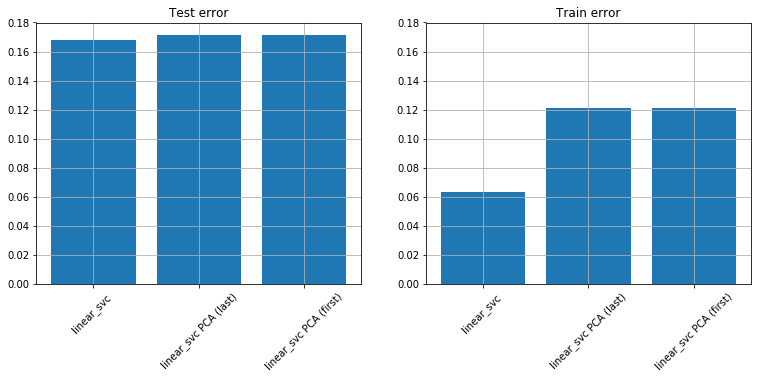 Test error
0.18
0.16
0.14
0.12
0.10
0.08
0.06
0.04
0.02
0.00
linear_svc
linear_svc PCA (last)
linear_svc PCA (first)
Train error
0.18
0.16
0.14
0.12
0.10
0.08
0.06
0.04
0.02
0.00
linear_svc
linear_svc PCA (last)
linear_svc PCA (first)